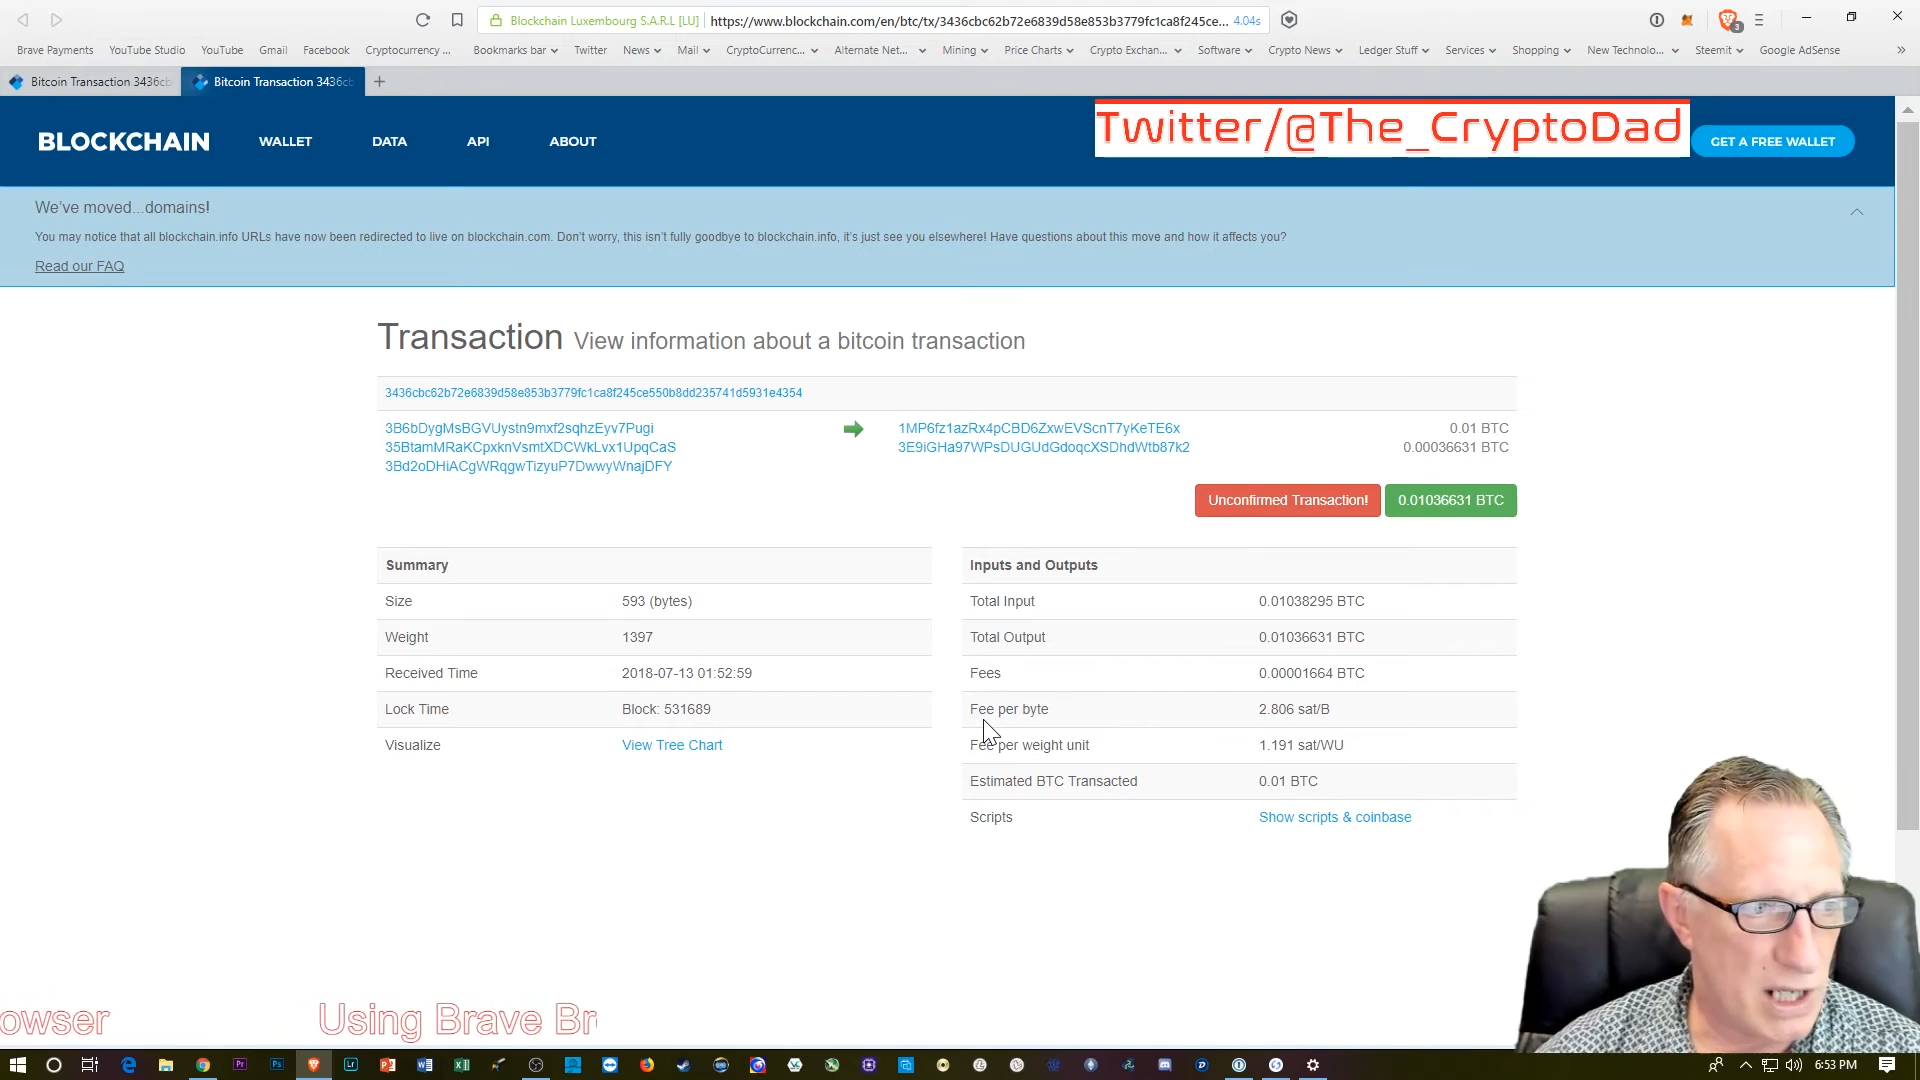 Blockchain Luxembourg S.A.R.L [LU] https://www.blockchain.com/en/btc/tx/3436cbc62b72e6839d58e853b3779fc1ca8f245ce... 4.04s
Brave Payments YouTube Studio YouTube Gmail Facebook Cryptocurrency ... Bookmarks bar Twitter News Mail CryptoCurrenc... Alternate Net... Mining Price Charts Crypto Exchan... Software Crypto News Ledger Stuff Services Shopping New Technolo... Steemit Google AdSense
Bitcoin Transaction 3436cb Bitcoin Transaction 3436cb
BLOCKCHAIN WALLET DATA API ABOUT Twitter/@The_CryptoDad GET A FREE WALLET
We've moved...domains!
You may notice that all blockchain.info URLs have now been redirected to live on blockchain.com. Don't worry, this isn't fully goodbye to blockchain.info, it's just see you elsewhere! Have questions about this move and how it affects you?
Read our FAQ
Transaction View information about a bitcoin transaction
3436cbc62b72e6839d58e853b3779fc1ca8f245ce550b8dd235741d5931e4354
3B6bDygMsBGVUystn9mxf2sqhzEyv7Pugi 1MP6fz1azRx4pCBD6ZxwEVScnT7yKeTE6x 0.01 BTC
35BtamMRaKCpxknVsmtXDCWkLvx1UpqCaS 3E9iGHa97WPsDUGUdGdoqcXSDhdWtb87k2 0.00036631 BTC
3Bd2oDHiACgWRqgwTizyuP7DwwyWnajDFY
Unconfirmed Transaction! 0.01036631 BTC
Summary
Size 593 (bytes)
Weight 1397
Received Time 2018-07-13 01:52:59
Lock Time Block: 531689
Visualize View Tree Chart
Inputs and Outputs
Total Input 0.01038295 BTC
Total Output 0.01036631 BTC
Fees 0.00001664 BTC
Fee per byte 2.806 sat/B
Fee per weight unit 1.191 sat/WU
Estimated BTC Transacted 0.01 BTC
Scripts Show scripts & coinbase
owser Using Brave Br
6:53 PM